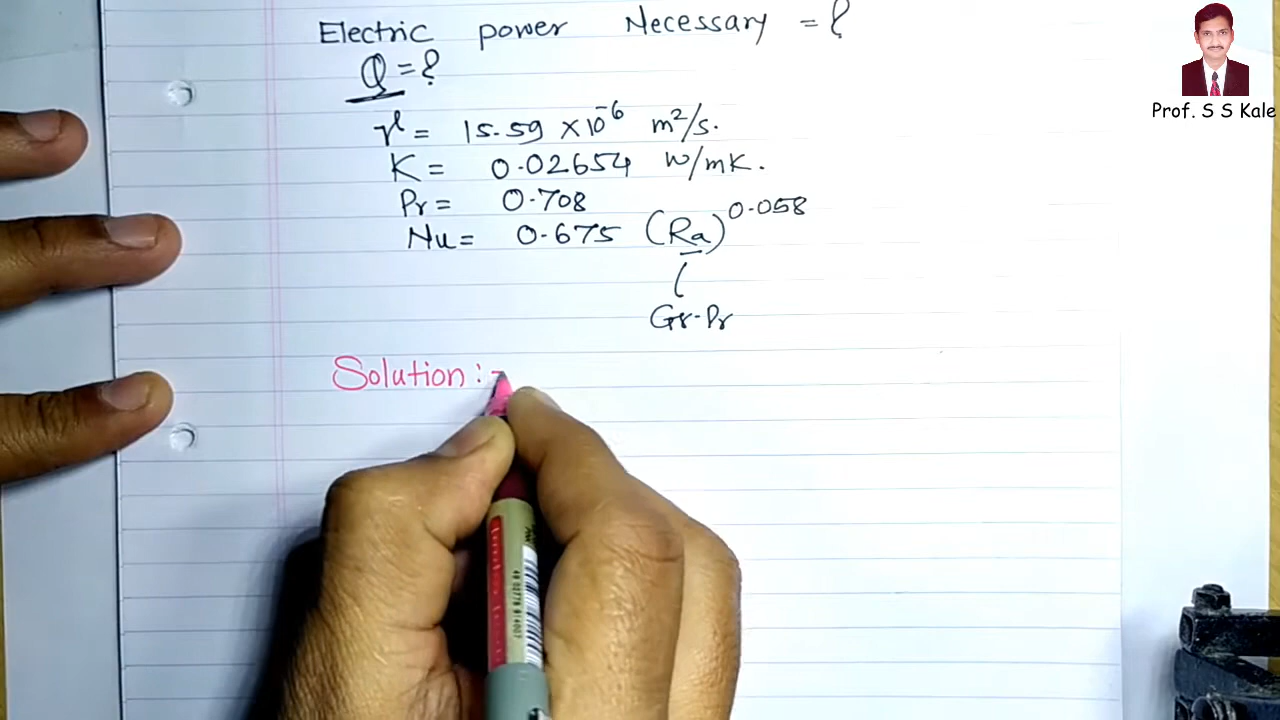 Electric power Necessary = ?
Q = ?
γ = 15.59 × 10⁻⁶ m²/s.
K = 0.02654 W/mK.
Pr = 0.708
Nu = 0.675 (Ra)^0.058
Gr-Pr
Solution :-
Prof. S S Kale